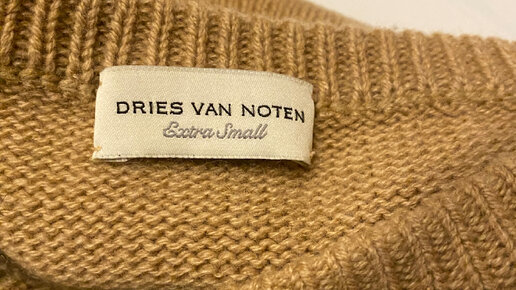 DRIES VAN NOTEN
Extra Small